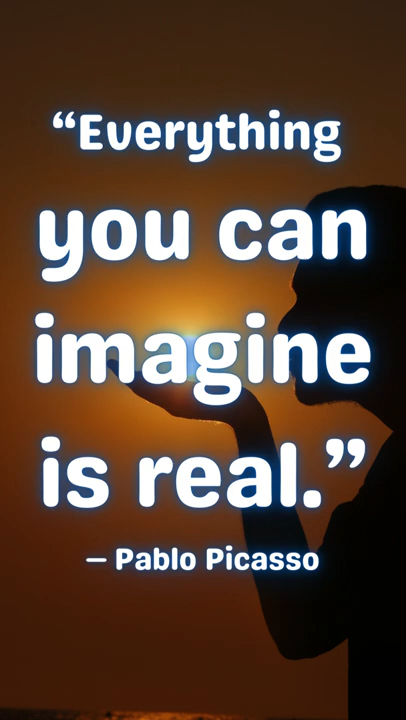 “Everything
you can
imagine
is real.”
– Pablo Picasso